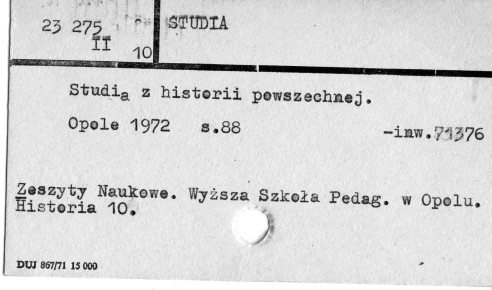 23 275 STUDIA
II
10
Studia z historii powszechnej.
Opole 1972 s.88 -inw.71376
Zeszyty Naukowe. Wyższa Szkoła Pedag. w Opolu.
Historia 10.
DUJ 867/71 15 000